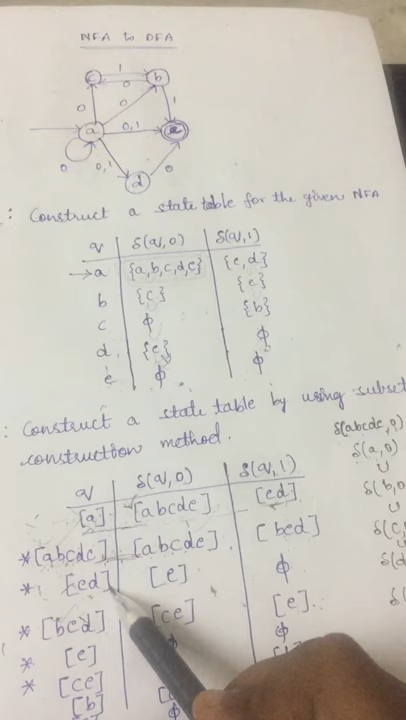 NFA to DFA
c 1 b
0
0 0 1
a 0,1 e
0 0,1 0
d
: Construct a state table for the given NFA
q δ(q,0) δ(q,1)
→a {a,b,c,d,e} {e,d}
b {c} {e}
c ϕ {b}
d {e} ϕ
e ϕ ϕ
: Construct a state table by using subset
construction method.
δ(abcde,0)
δ(a,0)
∪
δ(b,0
∪
δ(c,
∪
δ(d
q δ(q,0) δ(q,1)
[a] [abcde] [ed]
*[abcde] [abcde] [bed]
* [ed] [e] ϕ
* [bed] [ce] [e].
* [e] ϕ ϕ
* [ce]
[b] ϕ